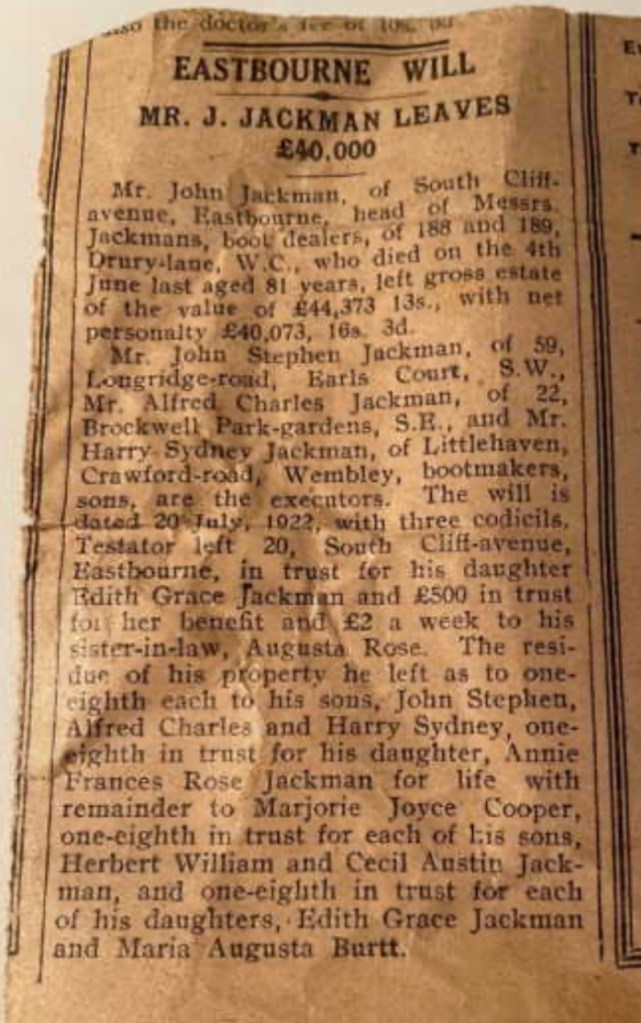 also the doctor's fee of 10s. 0d
EASTBOURNE WILL
MR. J. JACKMAN LEAVES
£40,000
Mr. John Jackman, of South Cliff-
avenue, Eastbourne, head of Messrs.
Jackmans, boot dealers, of 188 and 189,
Drury-lane, W.C., who died on the 4th
June last aged 81 years, left gross estate
of the value of £44,373 13s., with net
personalty £40,073, 16s. 3d.
Mr. John Stephen Jackman, of 59,
Longridge-road, Earls Court, S.W.,
Mr. Alfred Charles Jackman, of 22,
Brockwell Park-gardens, S.E., and Mr.
Harry Sydney Jackman, of Littlehaven,
Crawford-road, Wembley, bootmakers,
sons, are the executors. The will is
dated 20 July, 1922, with three codicils.
Testator left 20, South Cliff-avenue,
Eastbourne, in trust for his daughter
Edith Grace Jackman and £500 in trust
for her benefit and £2 a week to his
sister-in-law, Augusta Rose. The resi-
due of his property he left as to one-
eighth each to his sons, John Stephen,
Alfred Charles and Harry Sydney, one-
eighth in trust for his daughter, Annie
Frances Rose Jackman for life with
remainder to Marjorie Joyce Cooper,
one-eighth in trust for each of his sons,
Herbert William and Cecil Austin Jack-
man, and one-eighth in trust for each
of his daughters, Edith Grace Jackman
and Maria Augusta Burtt.